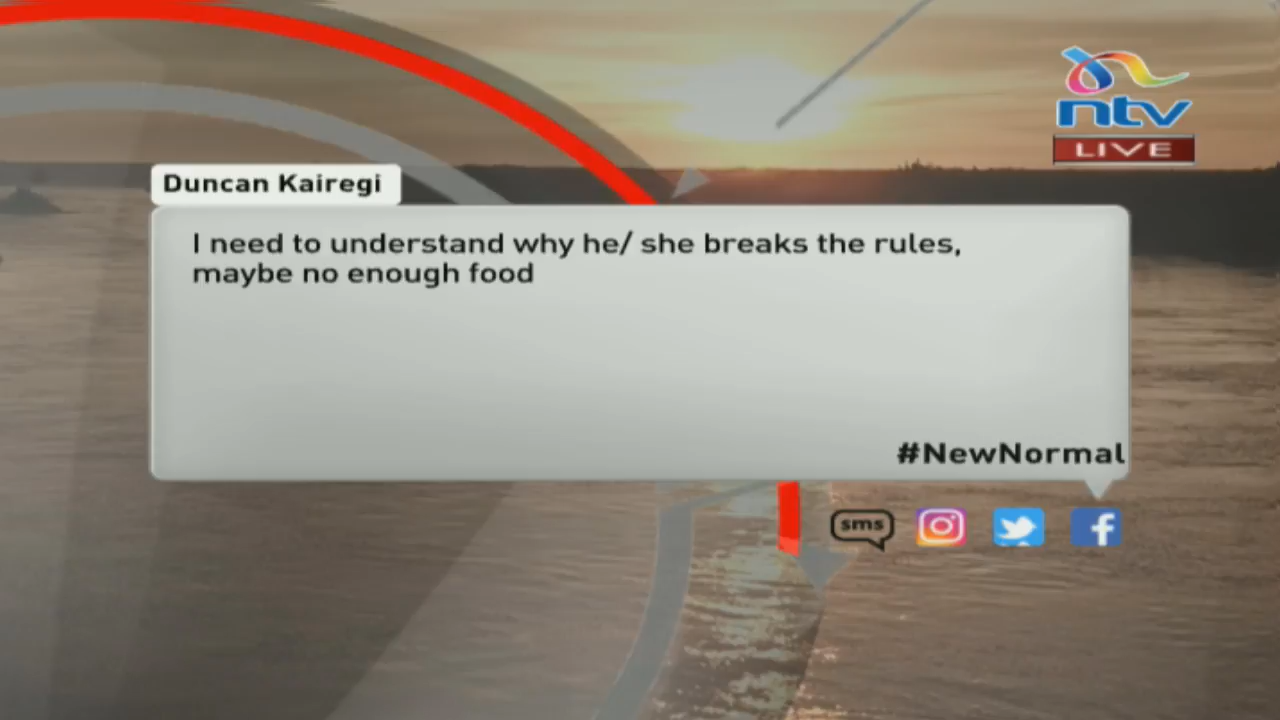 ntv
LIVE
Duncan Kairegi
I need to understand why he/ she breaks the rules,
maybe no enough food
#NewNormal
sms